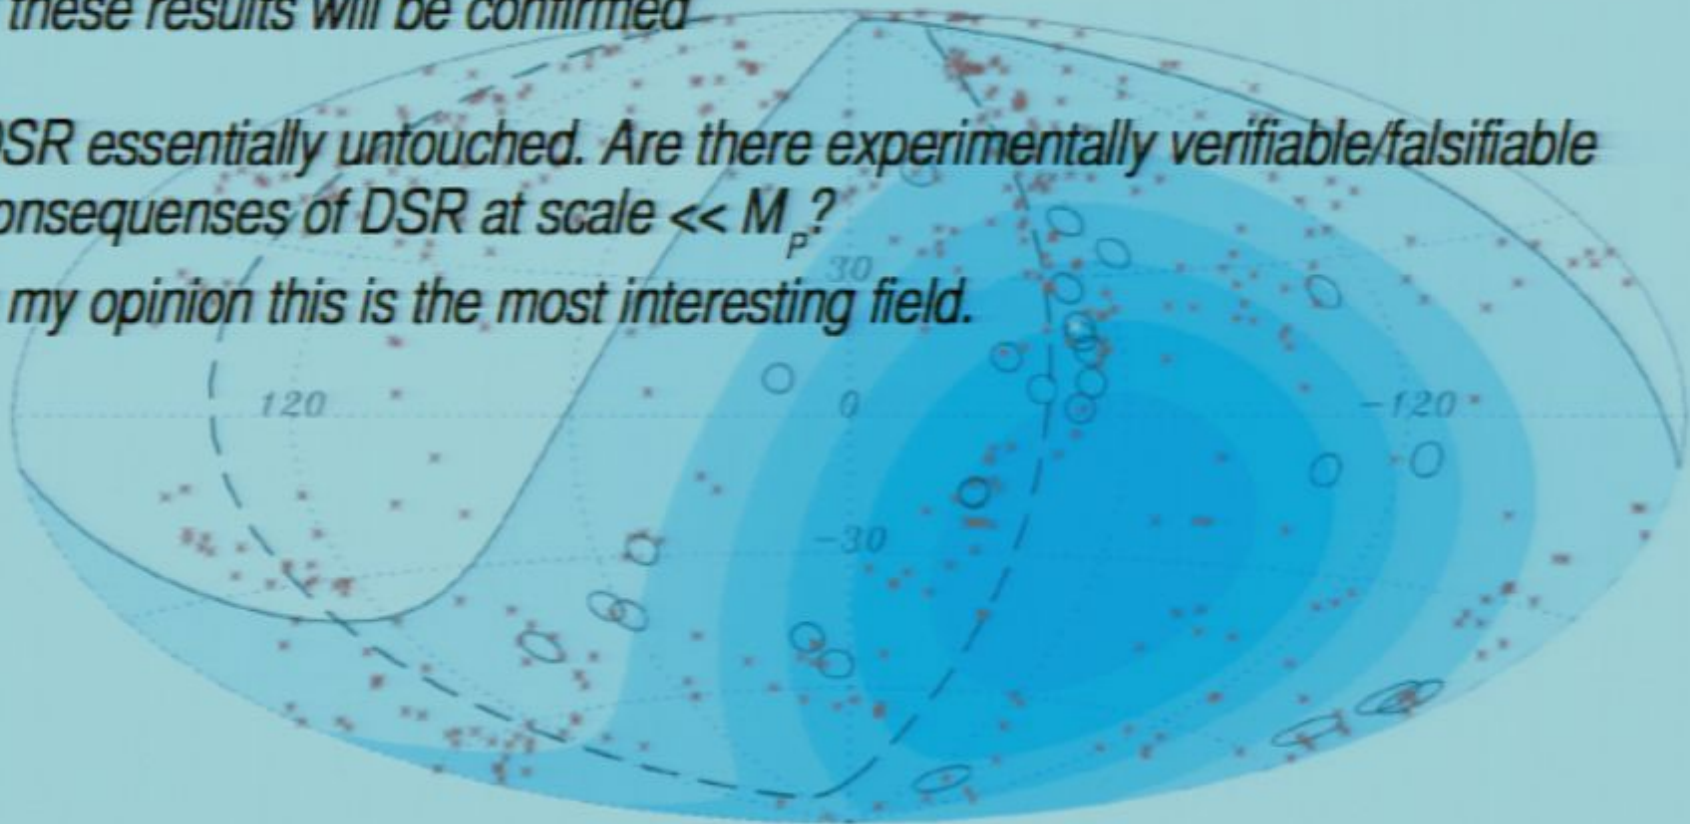 these results will be confirmed
DSR essentially untouched. Are there experimentally verifiable/falsifiable
onsequenses of DSR at scale << M_P?
my opinion this is the most interesting field.
30
120
0
-120
-30